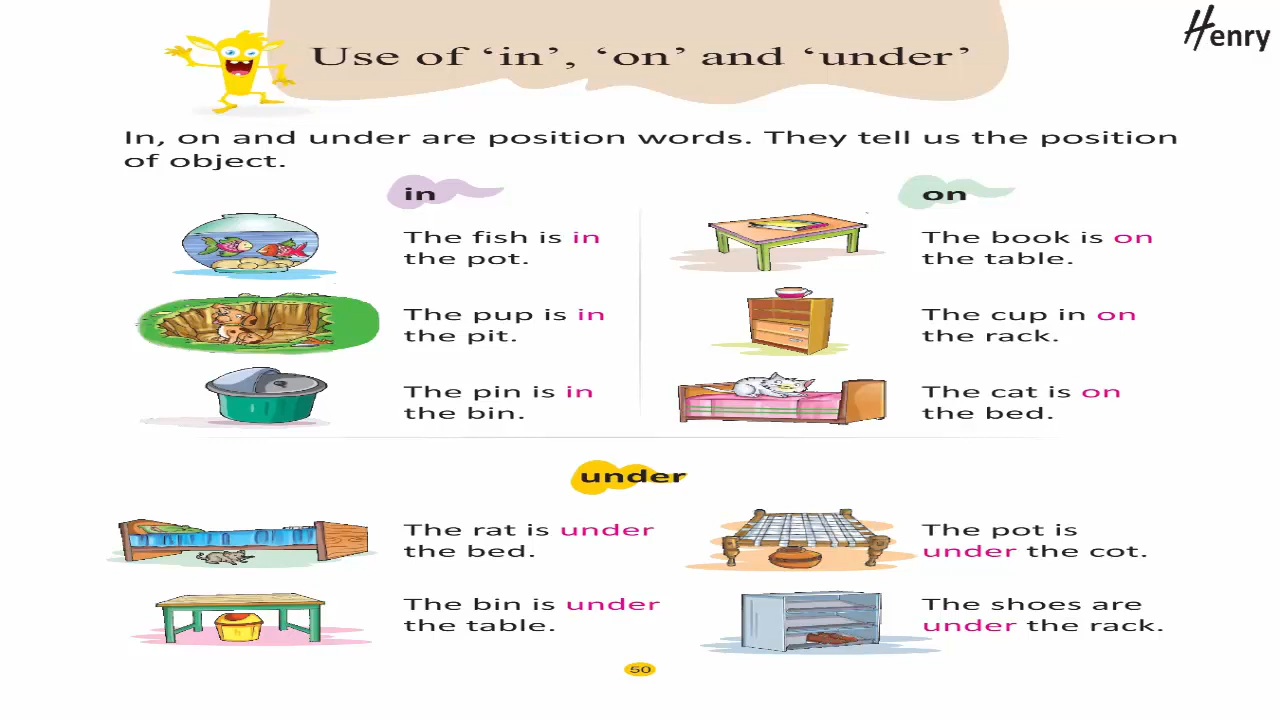 Henry
Use of ‘in’, ‘on’ and ‘under’
In, on and under are position words. They tell us the position
of object.
in
The fish is in
the pot.
The pup is in
the pit.
The pin is in
the bin.
on
The book is on
the table.
The cup in on
the rack.
The cat is on
the bed.
under
The rat is under
the bed.
The bin is under
the table.
The pot is
under the cot.
The shoes are
under the rack.
50